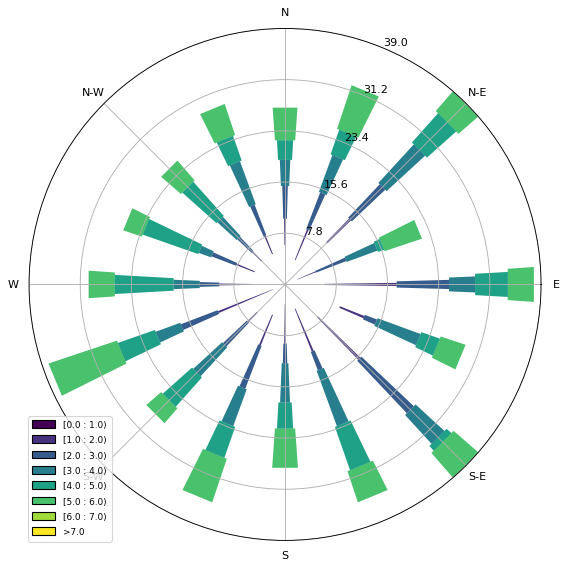 N
39.0
N-W
31.2
N-E
23.4
15.6
7.8
W
E
[0.0 : 1.0)
[1.0 : 2.0)
[2.0 : 3.0)
[3.0 : 4.0)
[4.0 : 5.0)
[5.0 : 6.0)
[6.0 : 7.0)
>7.0
S-W
S-E
S